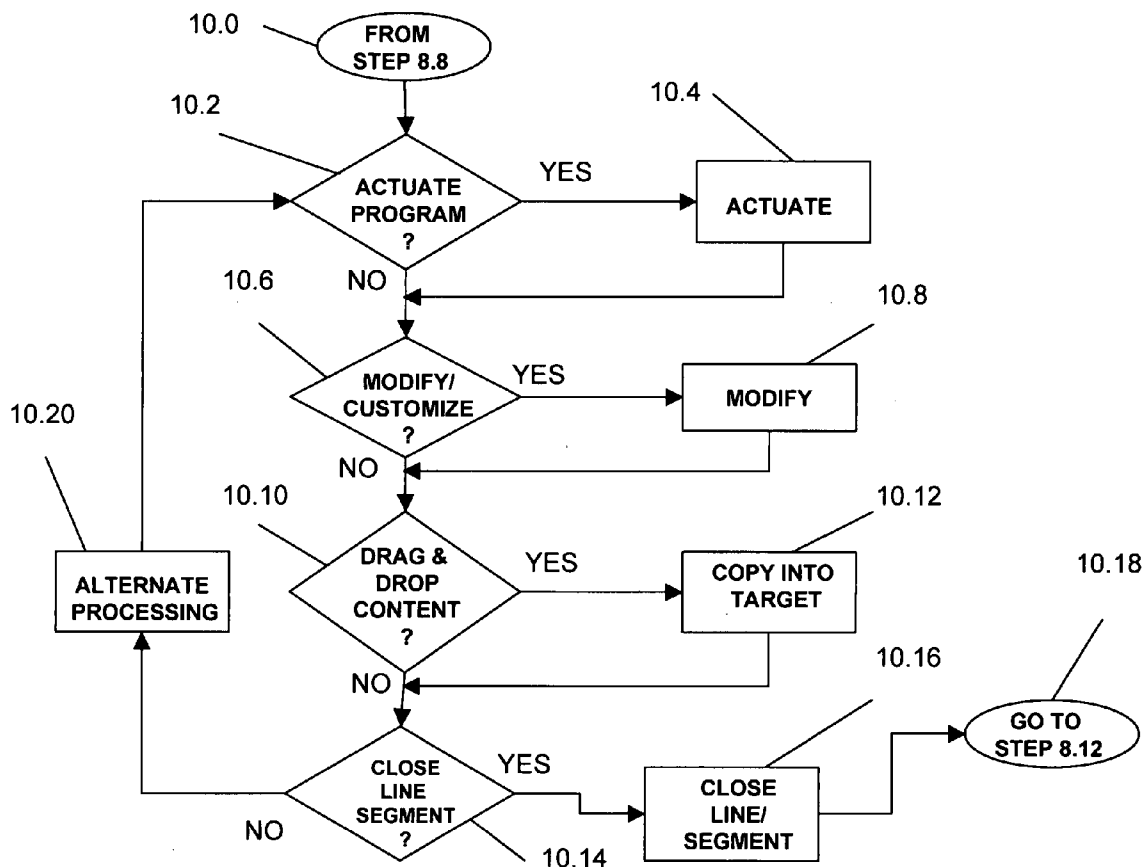 10.0
FROM
STEP 8.8
10.2
ACTUATE
PROGRAM
?
YES
10.4
ACTUATE
NO
10.6
MODIFY/
CUSTOMIZE
?
YES
10.8
MODIFY
NO
10.20
ALTERNATE
PROCESSING
10.10
DRAG &
DROP
CONTENT
?
YES
10.12
COPY INTO
TARGET
NO
10.14
CLOSE
LINE
SEGMENT
?
NO
YES
10.16
CLOSE
LINE/
SEGMENT
10.18
GO TO
STEP 8.12